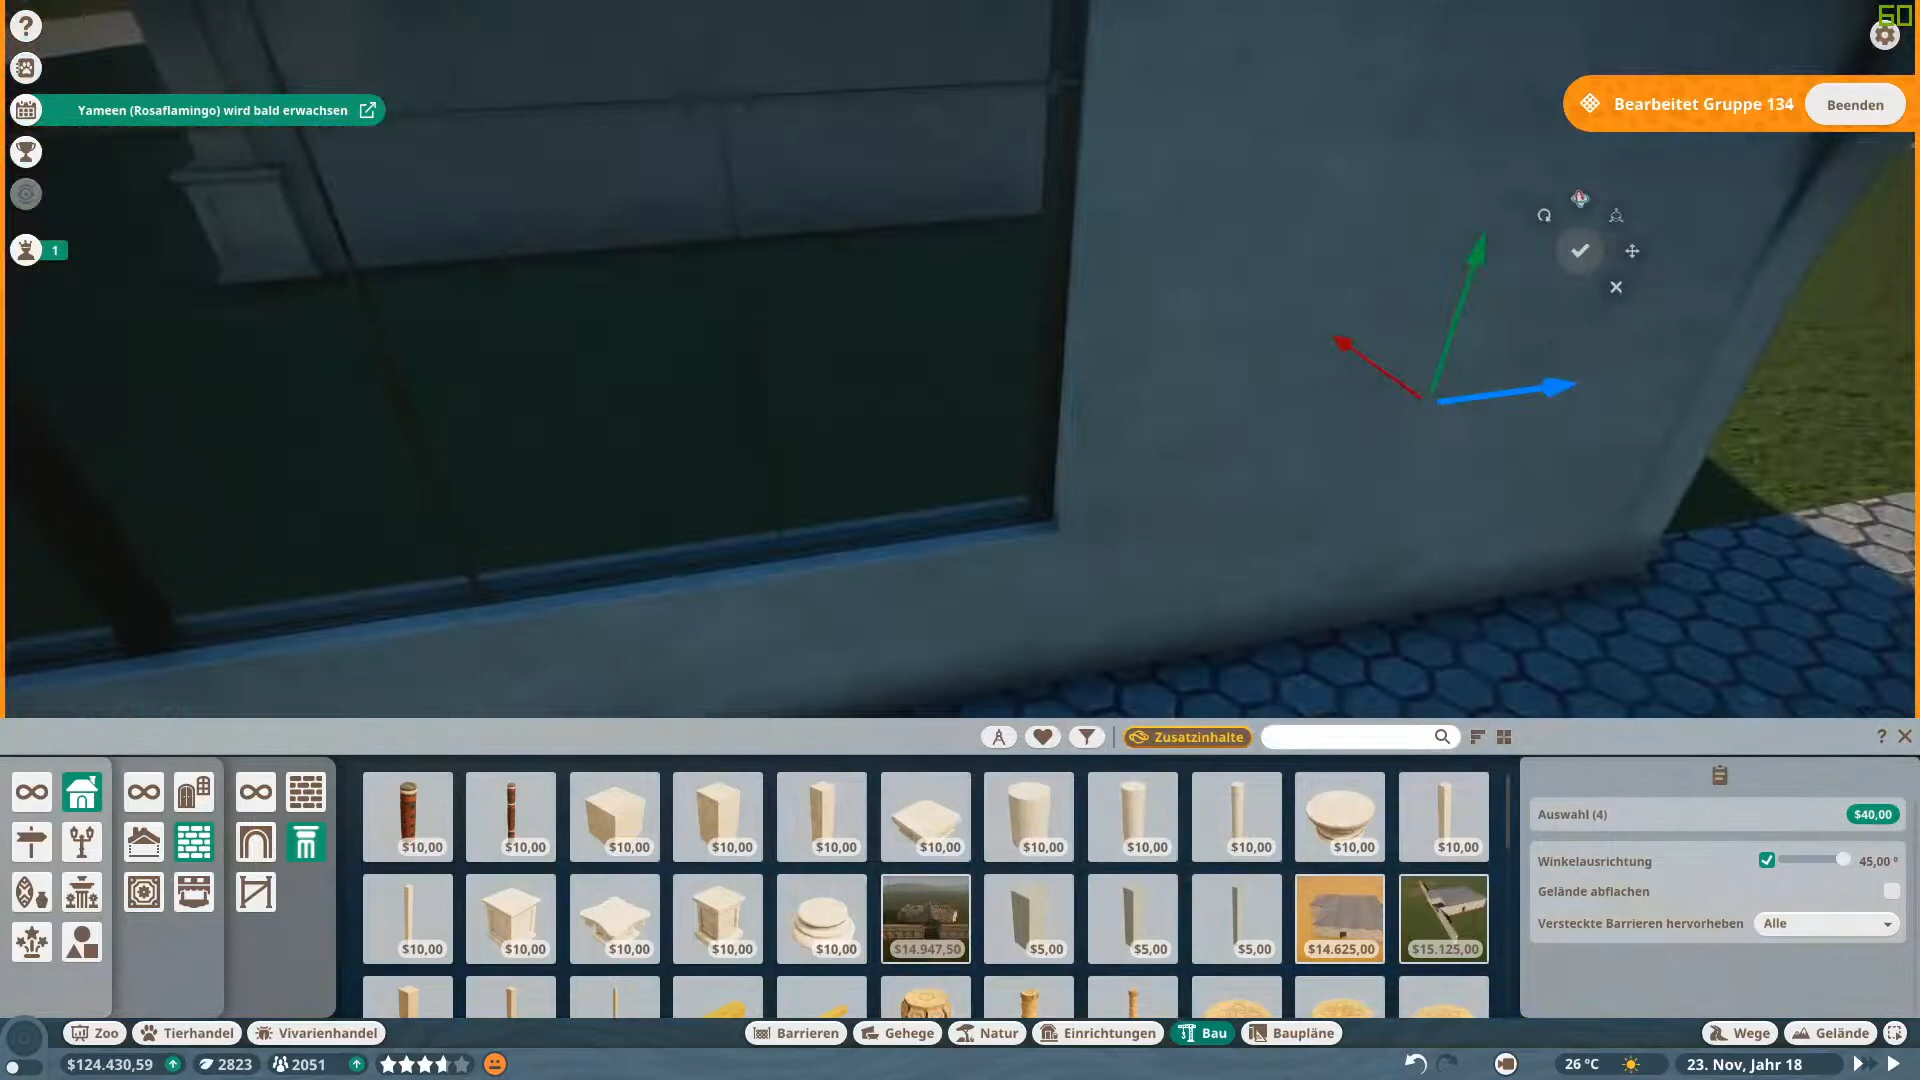 60
Yameen (Rosaflamingo) wird bald erwachsen
Bearbeitet Gruppe 134
Beenden
1
Zusatzinhalte
$10,00 $10,00 $10,00 $10,00 $10,00 $10,00 $10,00 $10,00 $10,00 $10,00 $10,00
$10,00 $10,00 $10,00 $10,00 $10,00 $14.947,50 $5,00 $5,00 $5,00 $14.625,00 $15.125,00
Auswahl (4) $40,00
Winkelausrichtung 45,00 °
Gelände abflachen
Versteckte Barrieren hervorheben Alle
Zoo Tierhandel Vivarienhandel Barrieren Gehege Natur Einrichtungen Bau Baupläne Wege Gelände
$124.430,59 2823 2051 26 °C 23. Nov, Jahr 18